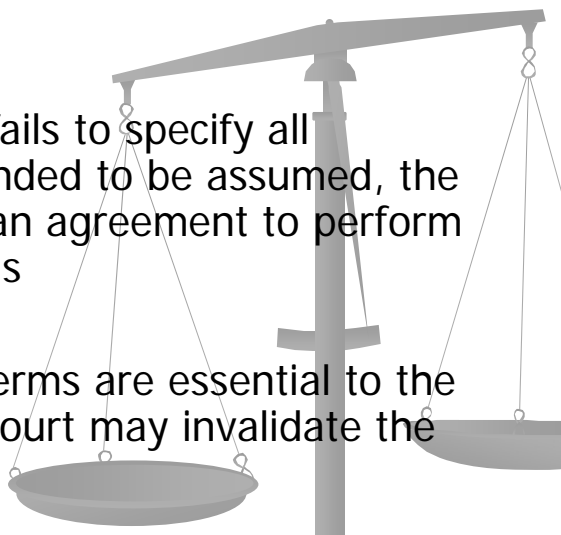 fails to specify all
nded to be assumed, the
an agreement to perform
s
erms are essential to the
ourt may invalidate the